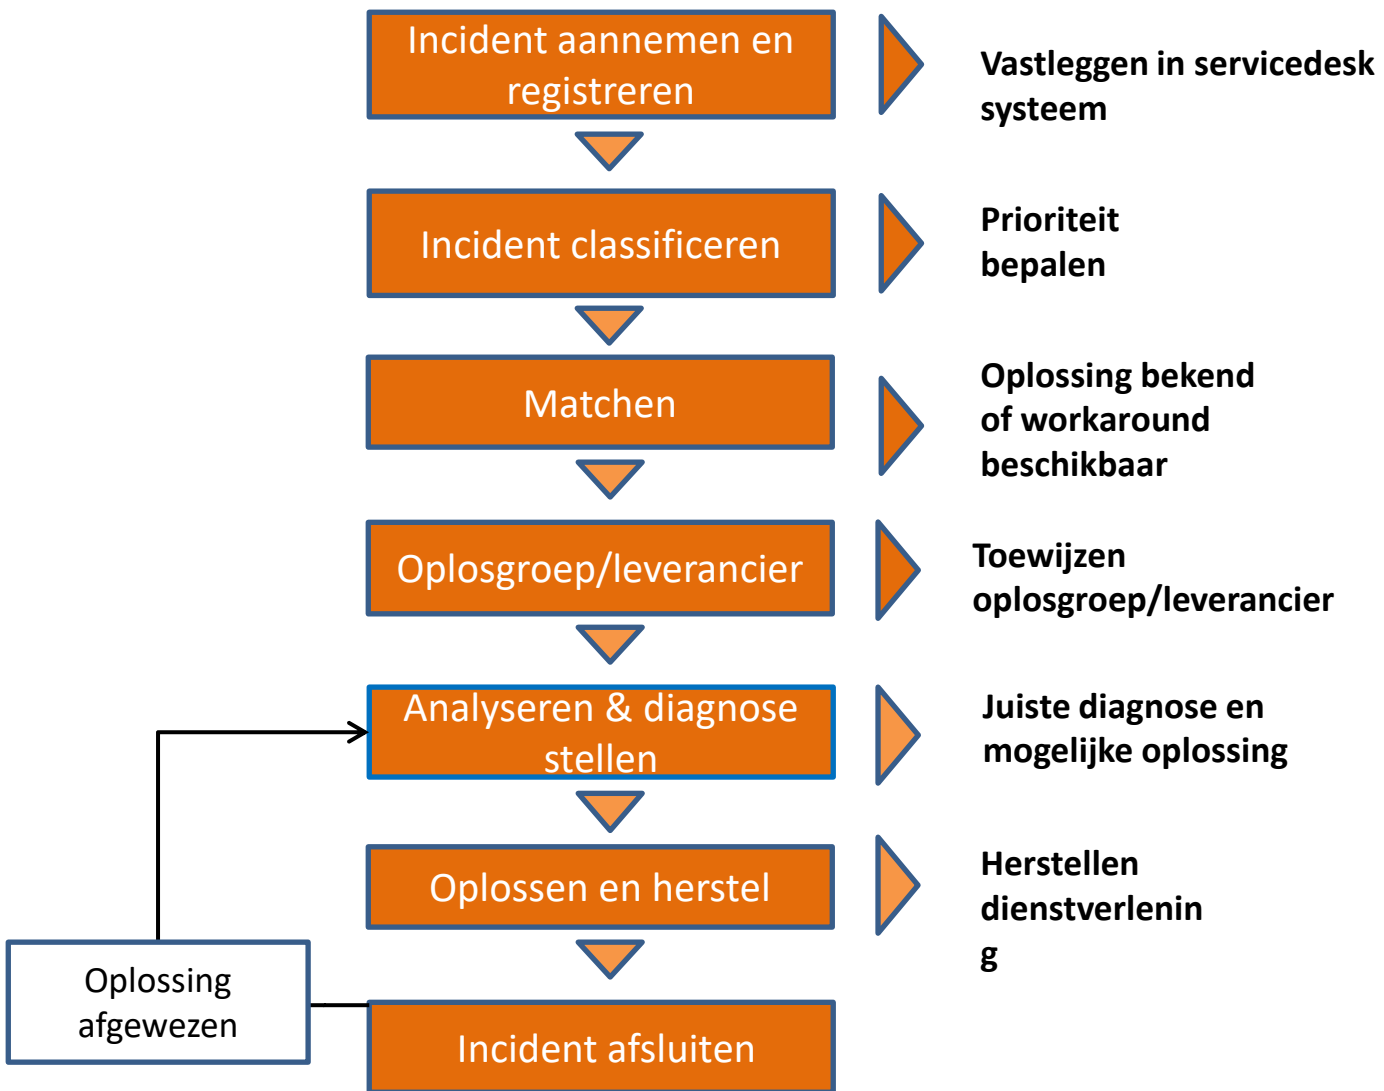 Incident aannemen en
registreren
Vastleggen in servicedesk
systeem
Incident classificeren
Prioriteit
bepalen
Matchen
Oplossing bekend
of workaround
beschikbaar
Oplosgroep/leverancier
Toewijzen
oplosgroep/leverancier
Analyseren & diagnose
stellen
Juiste diagnose en
mogelijke oplossing
Oplossen en herstel
Herstellen
dienstverlenin
g
Oplossing
afgewezen
Incident afsluiten